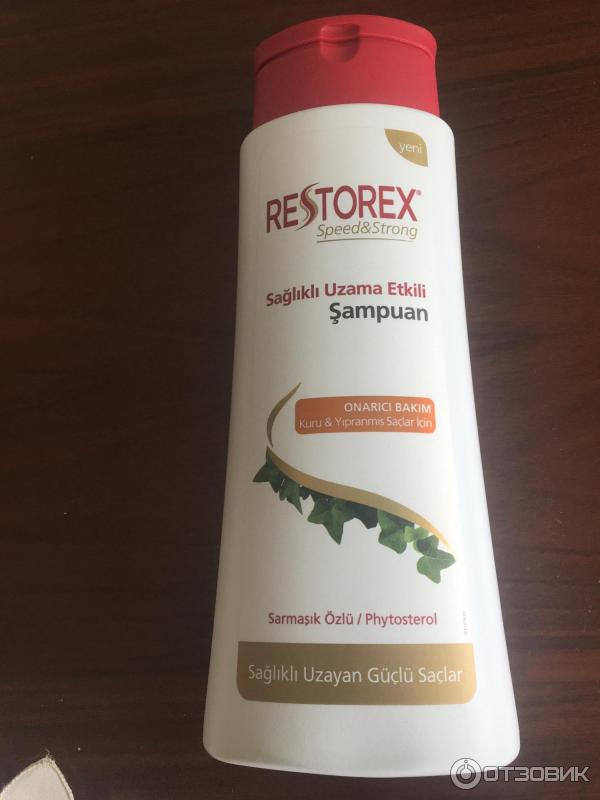 yeni
RESTOREX®
Speed&Strong
Sağlıklı Uzama Etkili
Şampuan
ONARICI BAKIM
Kuru & Yıpranmış Saçlar İçin
Sarmaşık Özlü / Phytosterol
Sağlıklı Uzayan Güçlü Saçlar
ОТЗОВИК